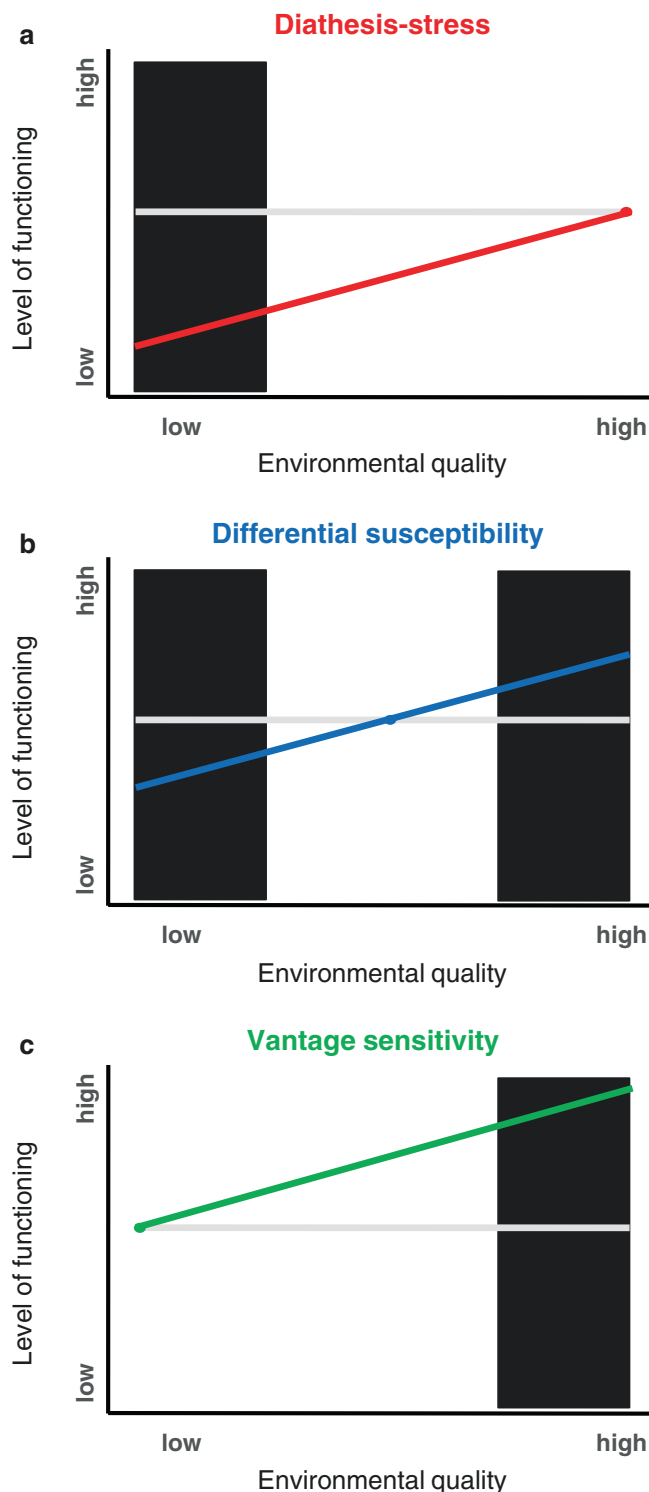 a
Diathesis-stress
high
Level of functioning
low
low
high
Environmental quality
b
Differential susceptibility
high
Level of functioning
low
low
high
Environmental quality
c
Vantage sensitivity
high
Level of functioning
low
low
high
Environmental quality